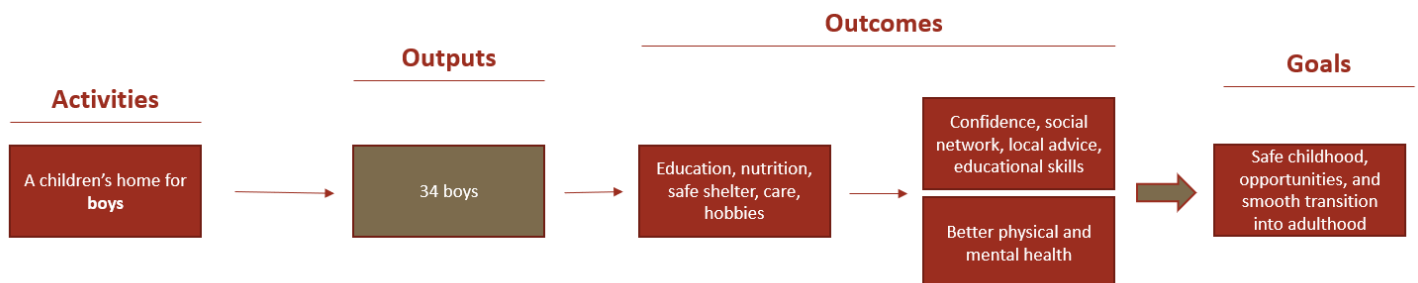 Outcomes
Outputs
Goals
Activities
A children's home for
boys
34 boys
Education, nutrition,
safe shelter, care,
hobbies
Confidence, social
network, local advice,
educational skills
Better physical and
mental health
Safe childhood,
opportunities, and
smooth transition
into adulthood